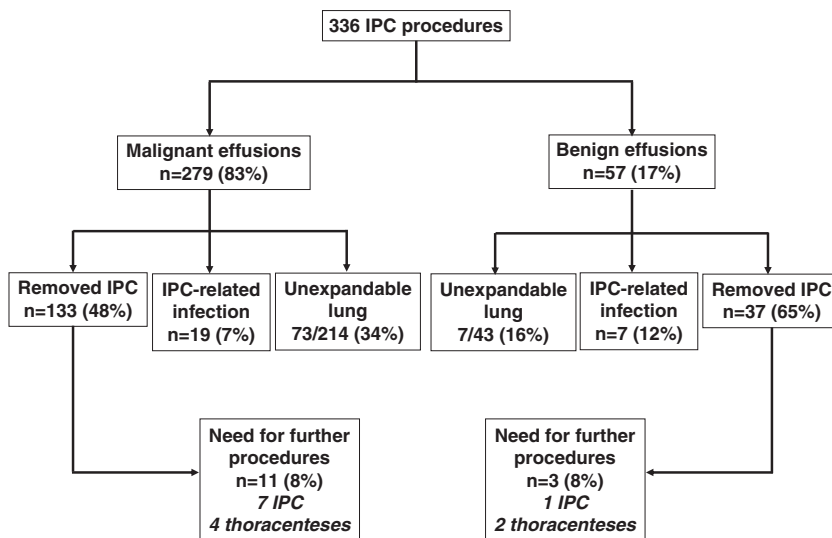 336 IPC procedures
Malignant effusions
n=279 (83%)
Benign effusions
n=57 (17%)
Removed IPC
n=133 (48%)
IPC-related
infection
n=19 (7%)
Unexpandable
lung
73/214 (34%)
Unexpandable
lung
7/43 (16%)
IPC-related
infection
n=7 (12%)
Removed IPC
n=37 (65%)
Need for further
procedures
n=11 (8%)
7 IPC
4 thoracenteses
Need for further
procedures
n=3 (8%)
1 IPC
2 thoracenteses